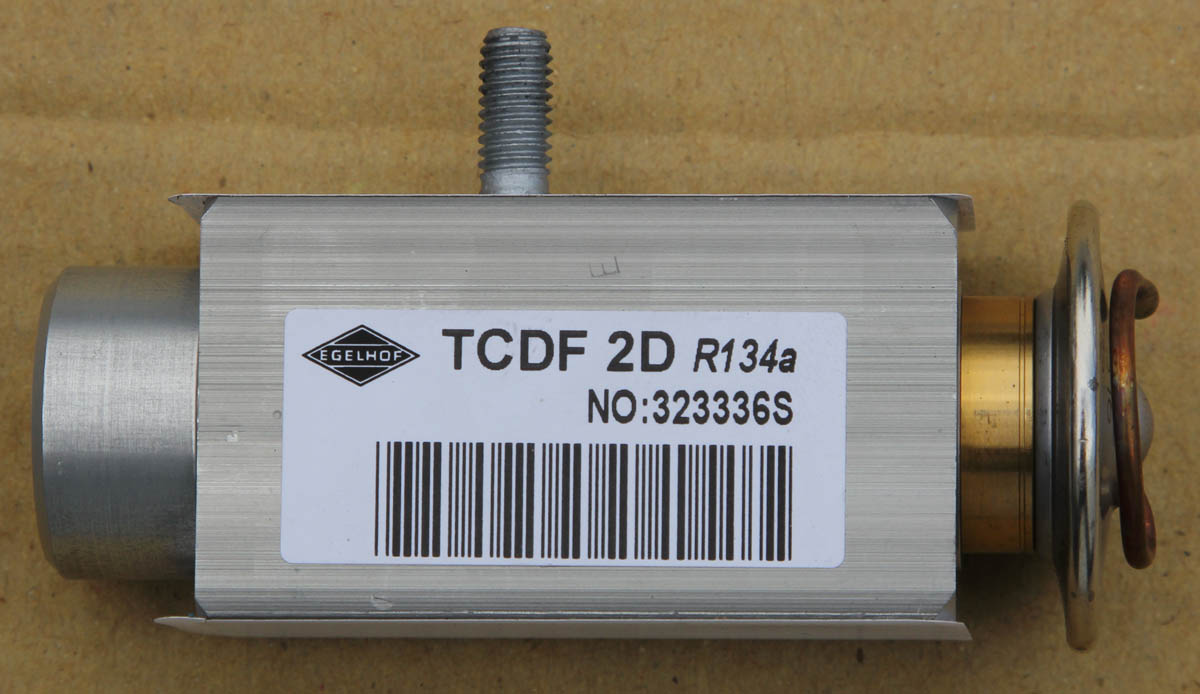 E
EGELHOF
TCDF 2D R134a
NO:323336S